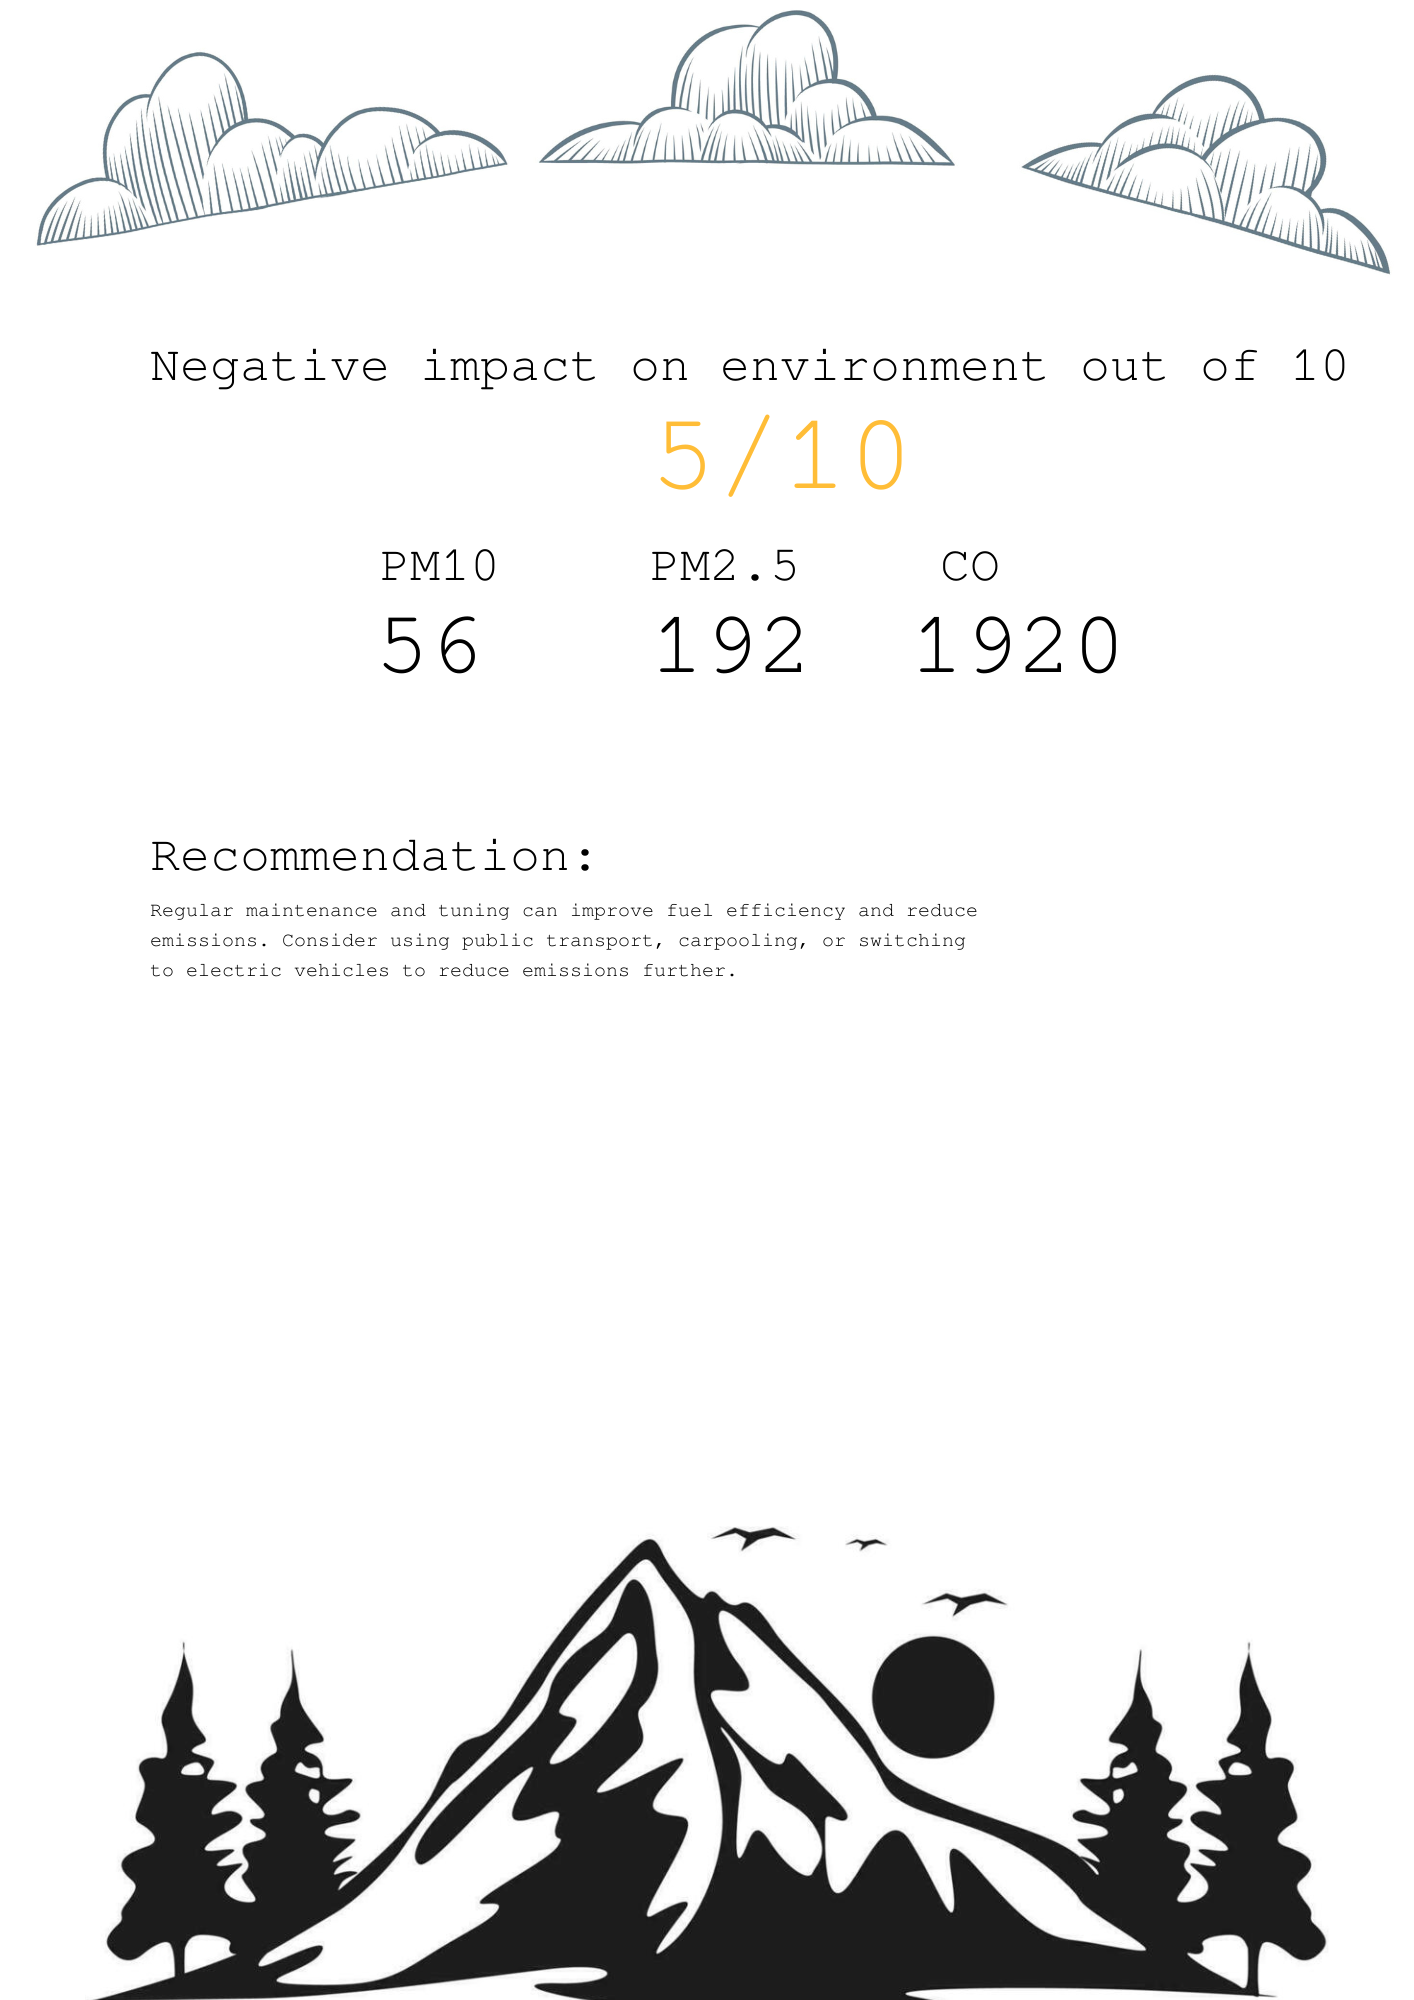 Negative impact on environment out of 10
5/10
PM10 PM2.5 CO
56 192 1920
Recommendation:
Regular maintenance and tuning can improve fuel efficiency and reduce
emissions. Consider using public transport, carpooling, or switching
to electric vehicles to reduce emissions further.